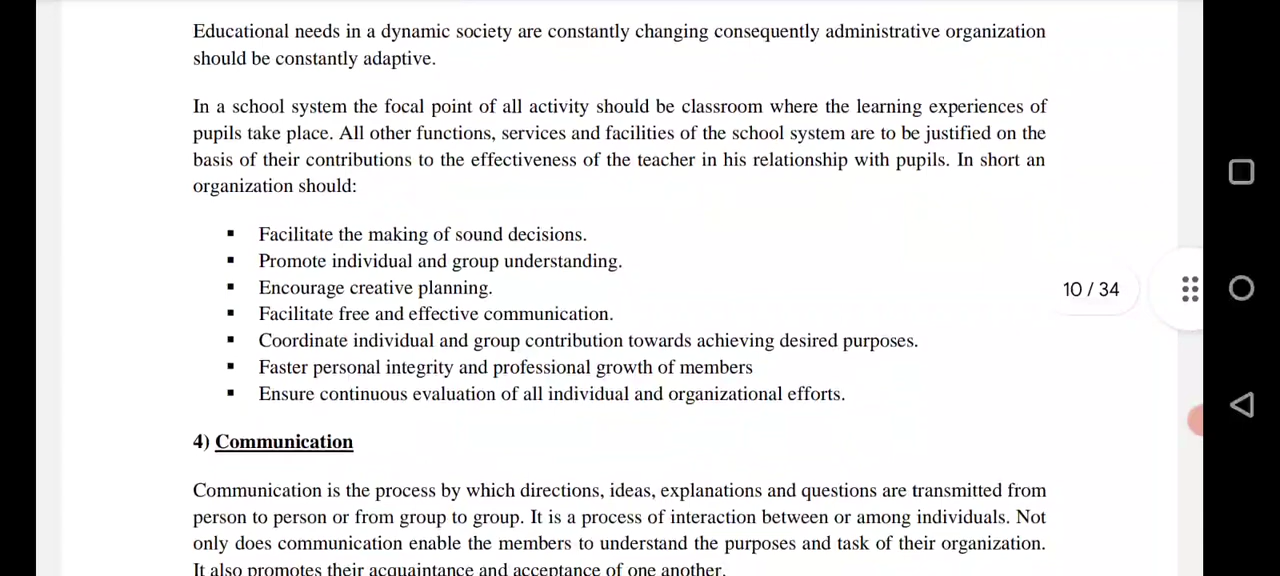 Educational needs in a dynamic society are constantly changing consequently administrative organization
should be constantly adaptive.
In a school system the focal point of all activity should be classroom where the learning experiences of
pupils take place. All other functions, services and facilities of the school system are to be justified on the
basis of their contributions to the effectiveness of the teacher in his relationship with pupils. In short an
organization should:
▪ Facilitate the making of sound decisions.
▪ Promote individual and group understanding.
▪ Encourage creative planning.
▪ Facilitate free and effective communication.
▪ Coordinate individual and group contribution towards achieving desired purposes.
▪ Faster personal integrity and professional growth of members
▪ Ensure continuous evaluation of all individual and organizational efforts.
10 / 34
4) Communication
Communication is the process by which directions, ideas, explanations and questions are transmitted from
person to person or from group to group. It is a process of interaction between or among individuals. Not
only does communication enable the members to understand the purposes and task of their organization.
It also promotes their acquaintance and acceptance of one another.